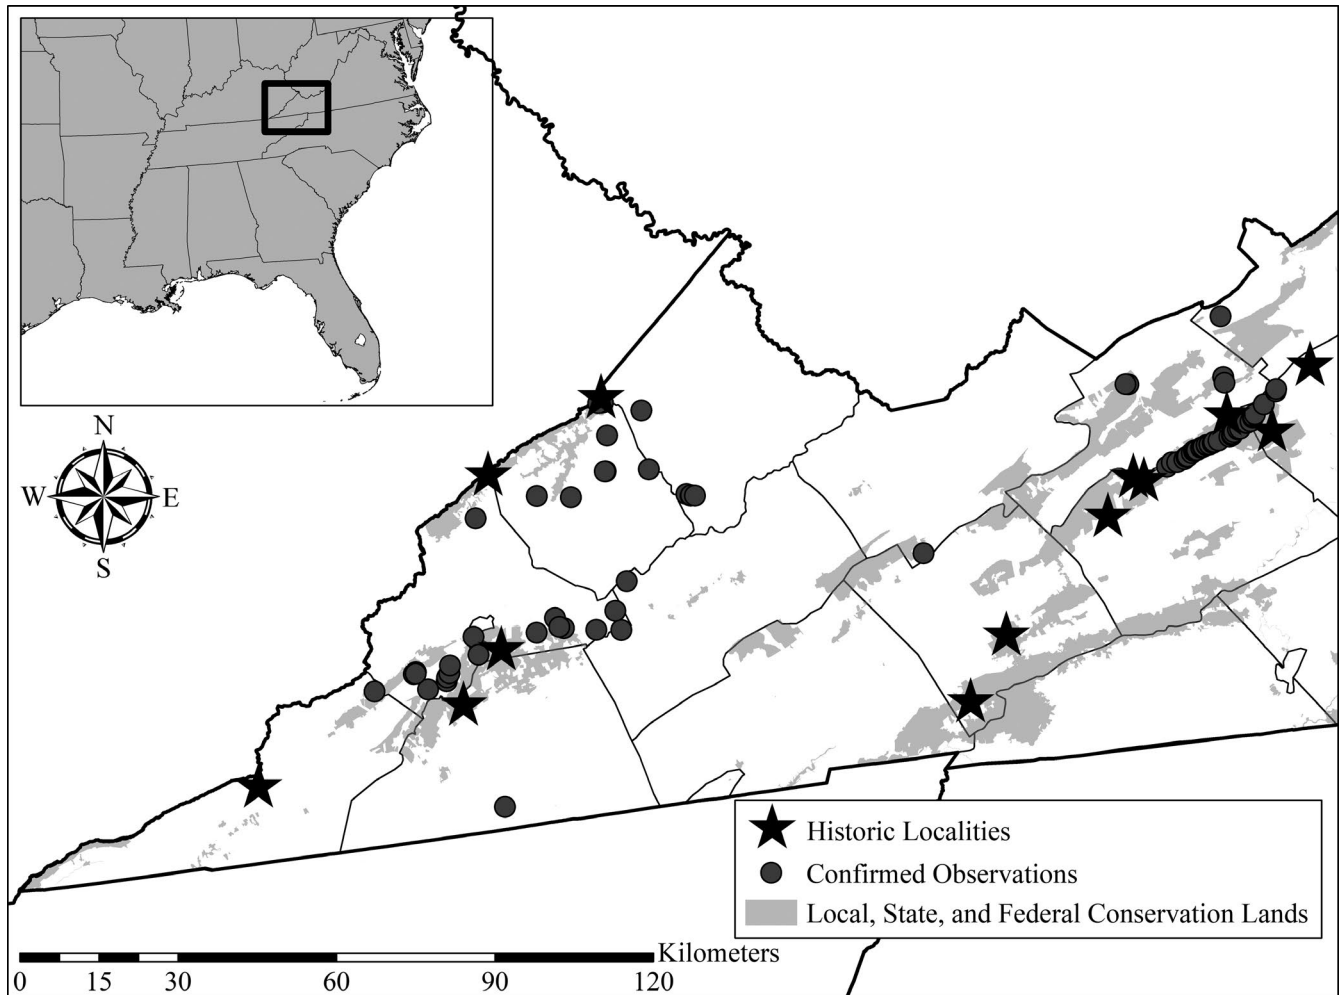 N
W E
S
Historic Localities
Confirmed Observations
Local, State, and Federal Conservation Lands
Kilometers
0 15 30 60 90 120